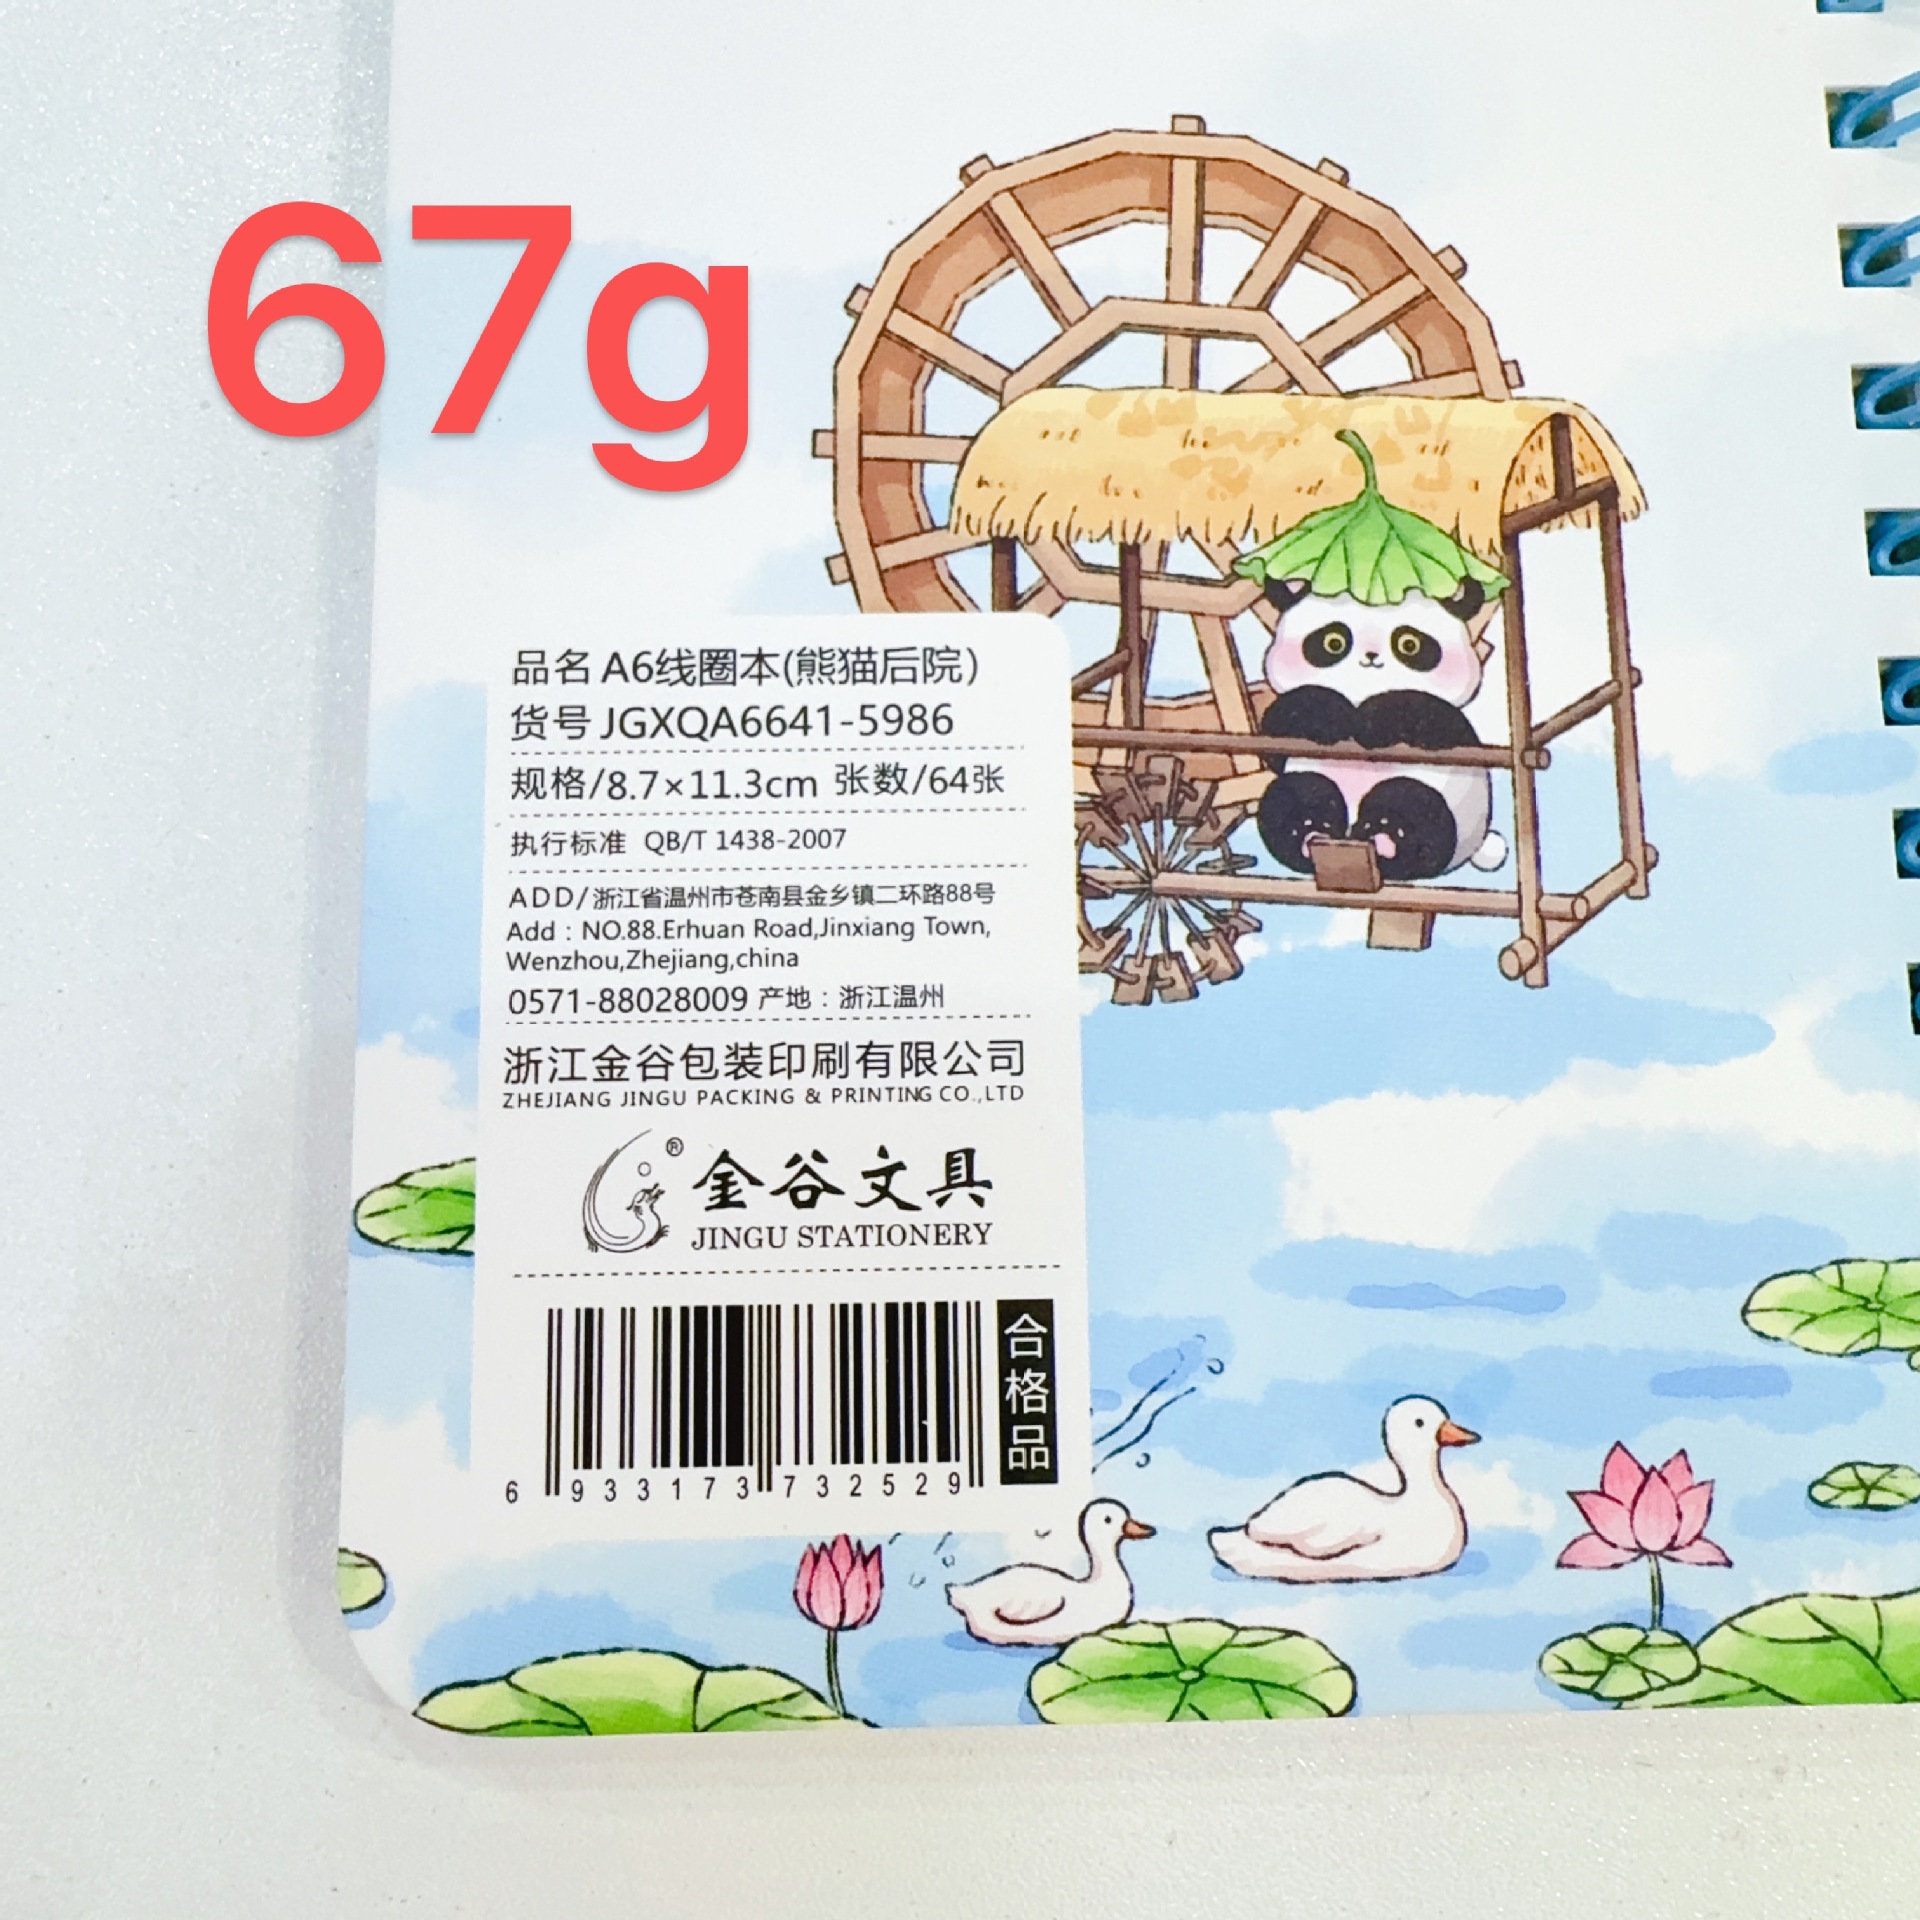 67g
品名 A6线圈本(熊猫后院)
货号 JGXQA6641-5986
规格/8.7×11.3cm 张数/64张
执行标准 QB/T 1438-2007
ADD/浙江省温州市苍南县金乡镇二环路88号
Add : NO.88.Erhuan Road,Jinxiang Town,
Wenzhou,Zhejiang,china
0571-88028009 产地：浙江温州
浙江金谷包装印刷有限公司
ZHEJIANG JINGU PACKING & PRINTING CO.,LTD
® 金谷文具
JINGU STATIONERY
合格品
6 933173 732529